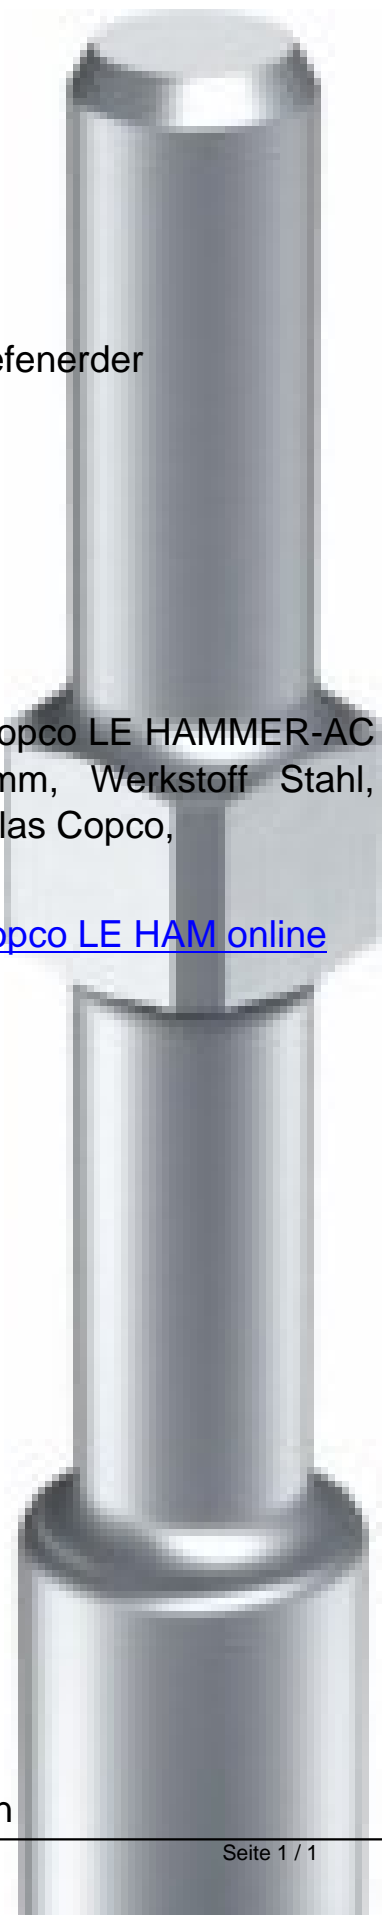 efenerder
opco LE HAMMER-AC
mm, Werkstoff Stahl,
las Copco,
opco LE HAM online
n
Seite 1 / 1